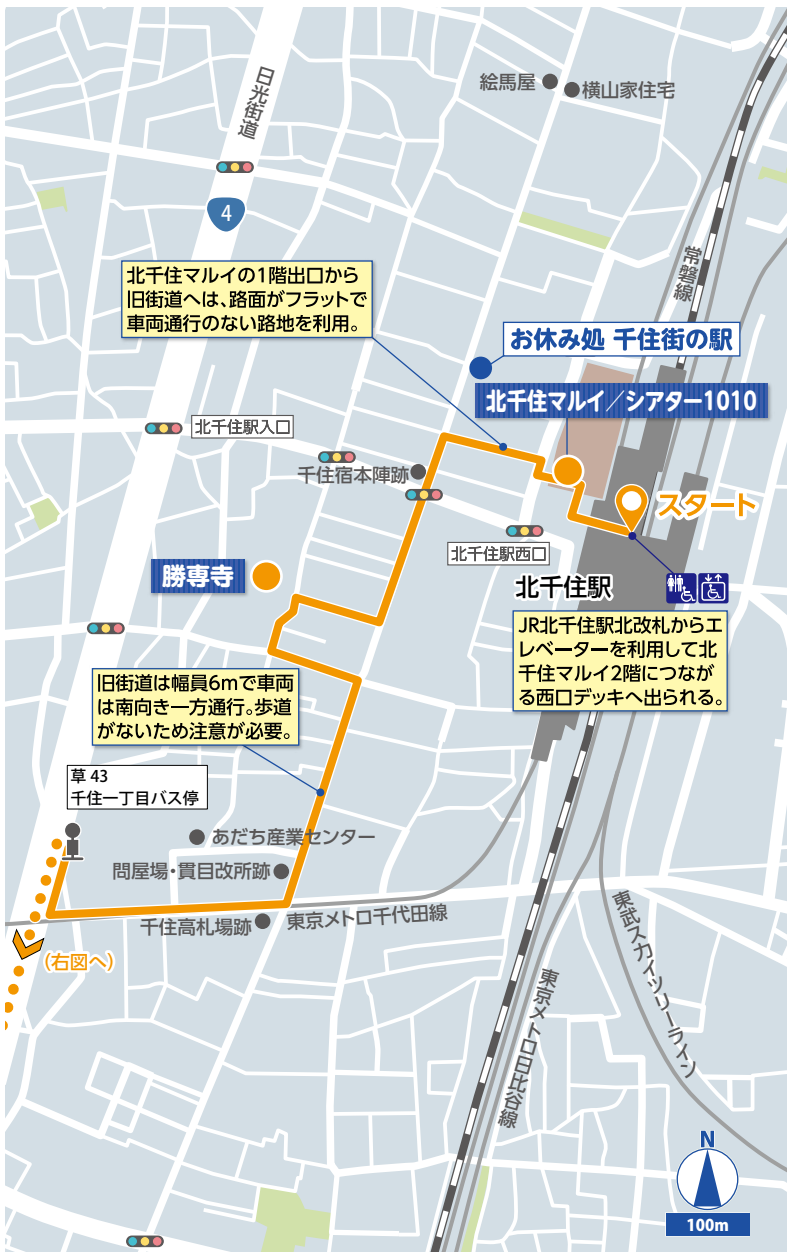 絵馬屋
横山家住宅
日光街道
4
常磐線
北千住マルイの1階出口から
旧街道へは、路面がフラットで
車両通行のない路地を利用。
お休み処 千住街の駅
北千住マルイ/シアター1010
北千住駅入口
千住宿本陣跡
スタート
北千住駅西口
勝専寺
北千住駅
JR北千住駅北改札からエ
レベーターを利用して北
千住マルイ2階につなが
る西口デッキへ出られる。
旧街道は幅員6mで車両
は南向き一方通行。歩道
がないため注意が必要。
草 43
千住一丁目バス停
あだち産業センター
問屋場・貫目改所跡
千住高札場跡
東京メトロ千代田線
(右図へ)
東武スカイツリーライン
東京メトロ日比谷線
N
100m